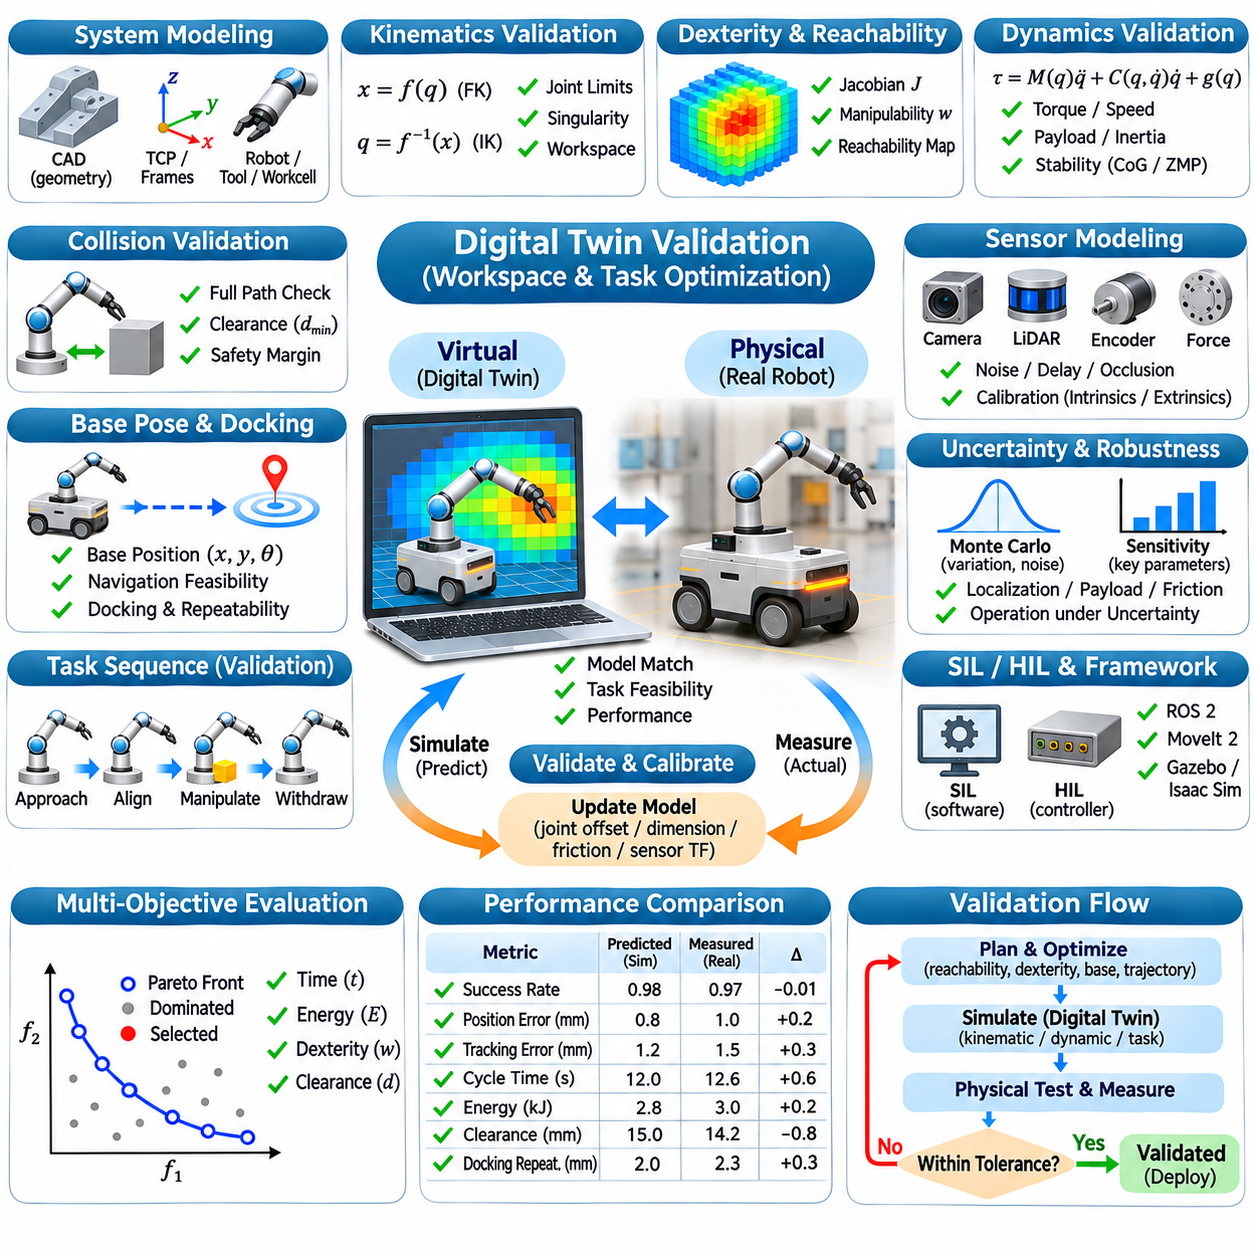 System Modeling
CAD
(geometry)
z
y
x
TCP /
Frames
Robot /
Tool / Workcell
Kinematics Validation
x = f(q) (FK)
q = f⁻¹(x) (IK)
✓ Joint Limits
✓ Singularity
✓ Workspace
Dexterity & Reachability
✓ Jacobian J
✓ Manipulability w
✓ Reachability Map
Dynamics Validation
τ = M(q)q̈ + C(q, q̇)q̇ + g(q)
✓ Torque / Speed
✓ Payload / Inertia
✓ Stability (CoG / ZMP)
Collision Validation
✓ Full Path Check
✓ Clearance (dmin)
✓ Safety Margin
Digital Twin Validation
(Workspace & Task Optimization)
Virtual
(Digital Twin)
Physical
(Real Robot)
Sensor Modeling
Camera
LiDAR
Encoder
Force
✓ Noise / Delay / Occlusion
✓ Calibration (Intrinsics / Extrinsics)
Base Pose & Docking
✓ Base Position (x, y, θ)
✓ Navigation Feasibility
✓ Docking & Repeatability
Uncertainty & Robustness
Monte Carlo
(variation, noise)
Sensitivity
(key parameters)
✓ Localization / Payload / Friction
✓ Operation under Uncertainty
Task Sequence (Validation)
Approach
Align
Manipulate
Withdraw
✓ Model Match
✓ Task Feasibility
✓ Performance
Simulate
(Predict)
Measure
(Actual)
Validate & Calibrate
Update Model
(joint offset / dimension /
friction / sensor TF)
SIL / HIL & Framework
SIL
(software)
HIL
(controller)
✓ ROS 2
✓ MoveIt 2
✓ Gazebo /
Isaac Sim
Multi-Objective Evaluation
f₂
f₁
Pareto Front
Dominated
Selected
✓ Time (t)
✓ Energy (E)
✓ Dexterity (w)
✓ Clearance (d)
Performance Comparison
Metric Predicted (Sim) Measured (Real) Δ
✓ Success Rate 0.98 0.97 −0.01
✓ Position Error (mm) 0.8 1.0 +0.2
✓ Tracking Error (mm) 1.2 1.5 +0.3
✓ Cycle Time (s) 12.0 12.6 +0.6
✓ Energy (kJ) 2.8 3.0 +0.2
✓ Clearance (mm) 15.0 14.2 −0.8
✓ Docking Repeat. (mm) 2.0 2.3 +0.3
Validation Flow
Plan & Optimize
(reachability, dexterity, base, trajectory)
Simulate (Digital Twin)
(kinematic / dynamic / task)
Physical Test & Measure
Within Tolerance?
No
Yes
Validated
(Deploy)